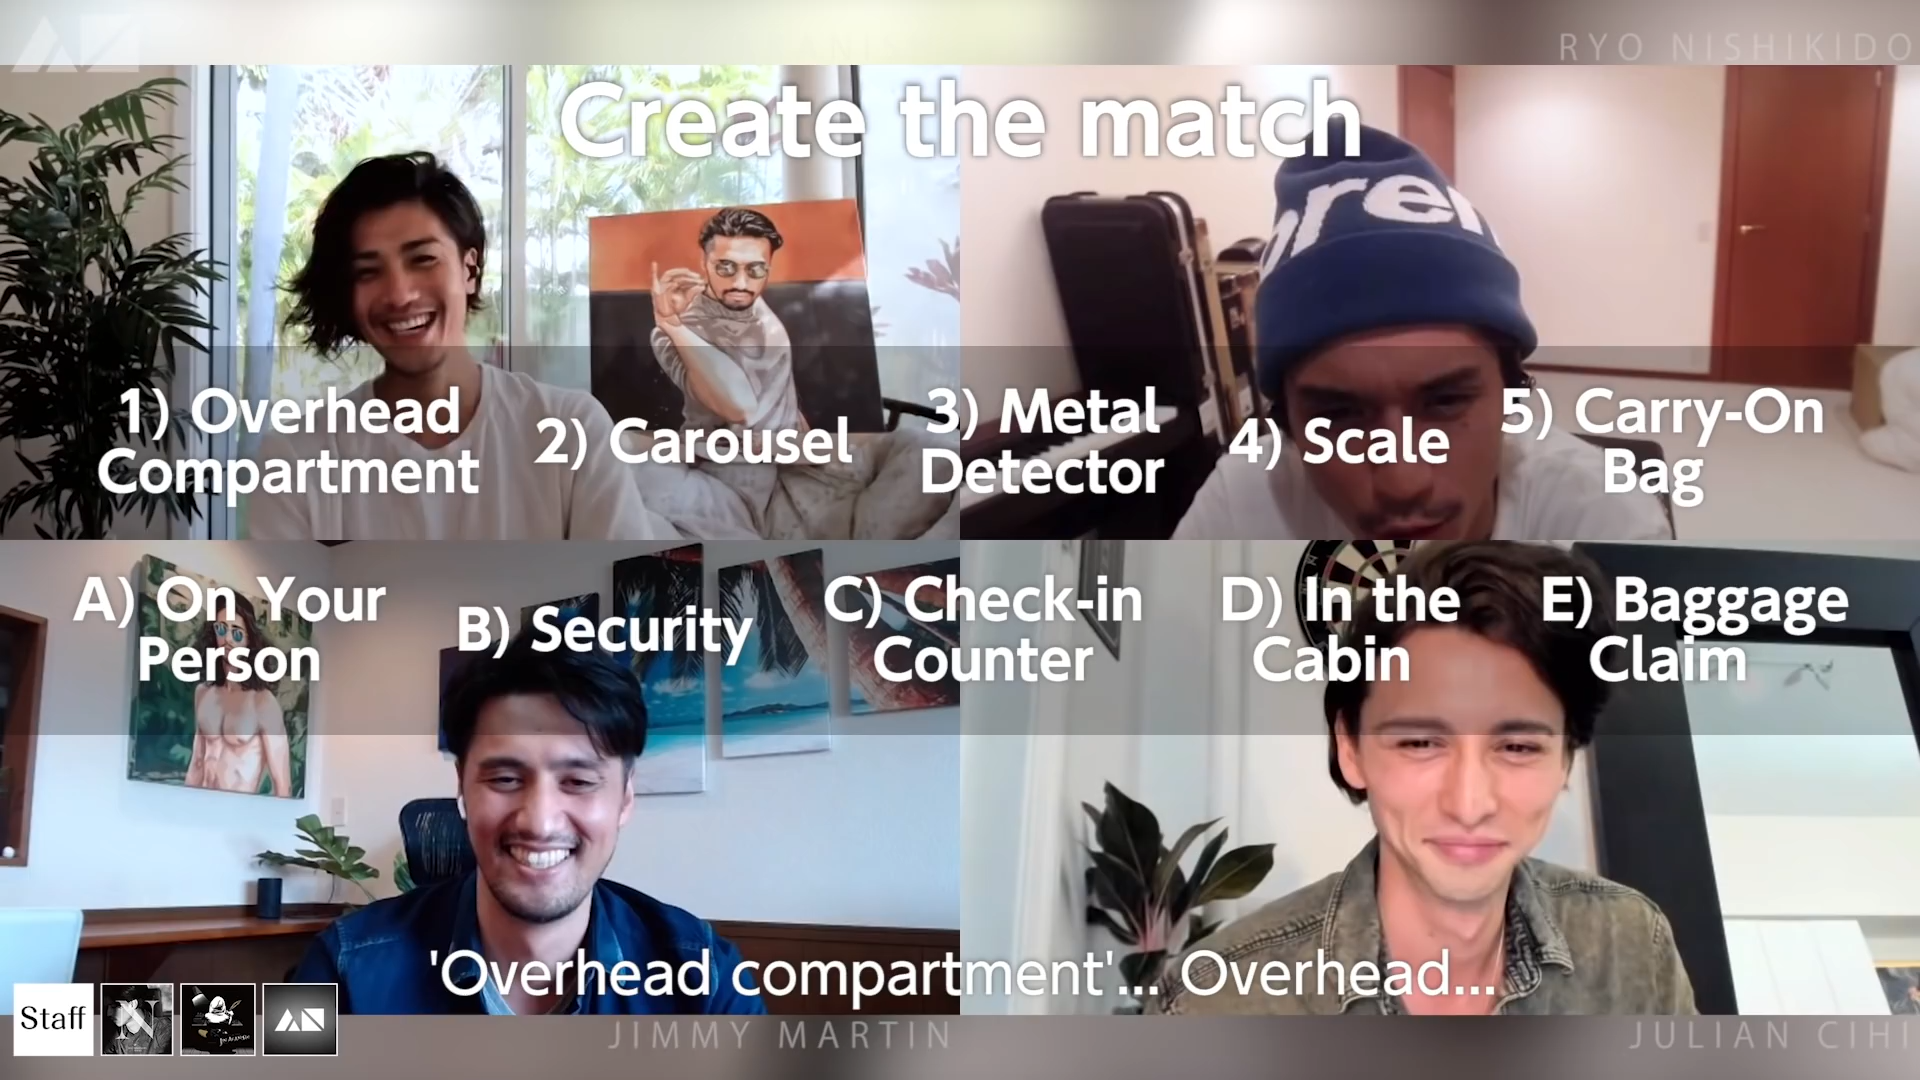 RYO NISHIKIDO
Create the match
1) Overhead
Compartment
2) Carousel
3) Metal
Detector
4) Scale
5) Carry-On
Bag
A) On Your
Person
B) Security
C) Check-in
Counter
D) In the
Cabin
E) Baggage
Claim
'Overhead compartment'... Overhead...
Staff
JIMMY MARTIN
JULIAN CIHI